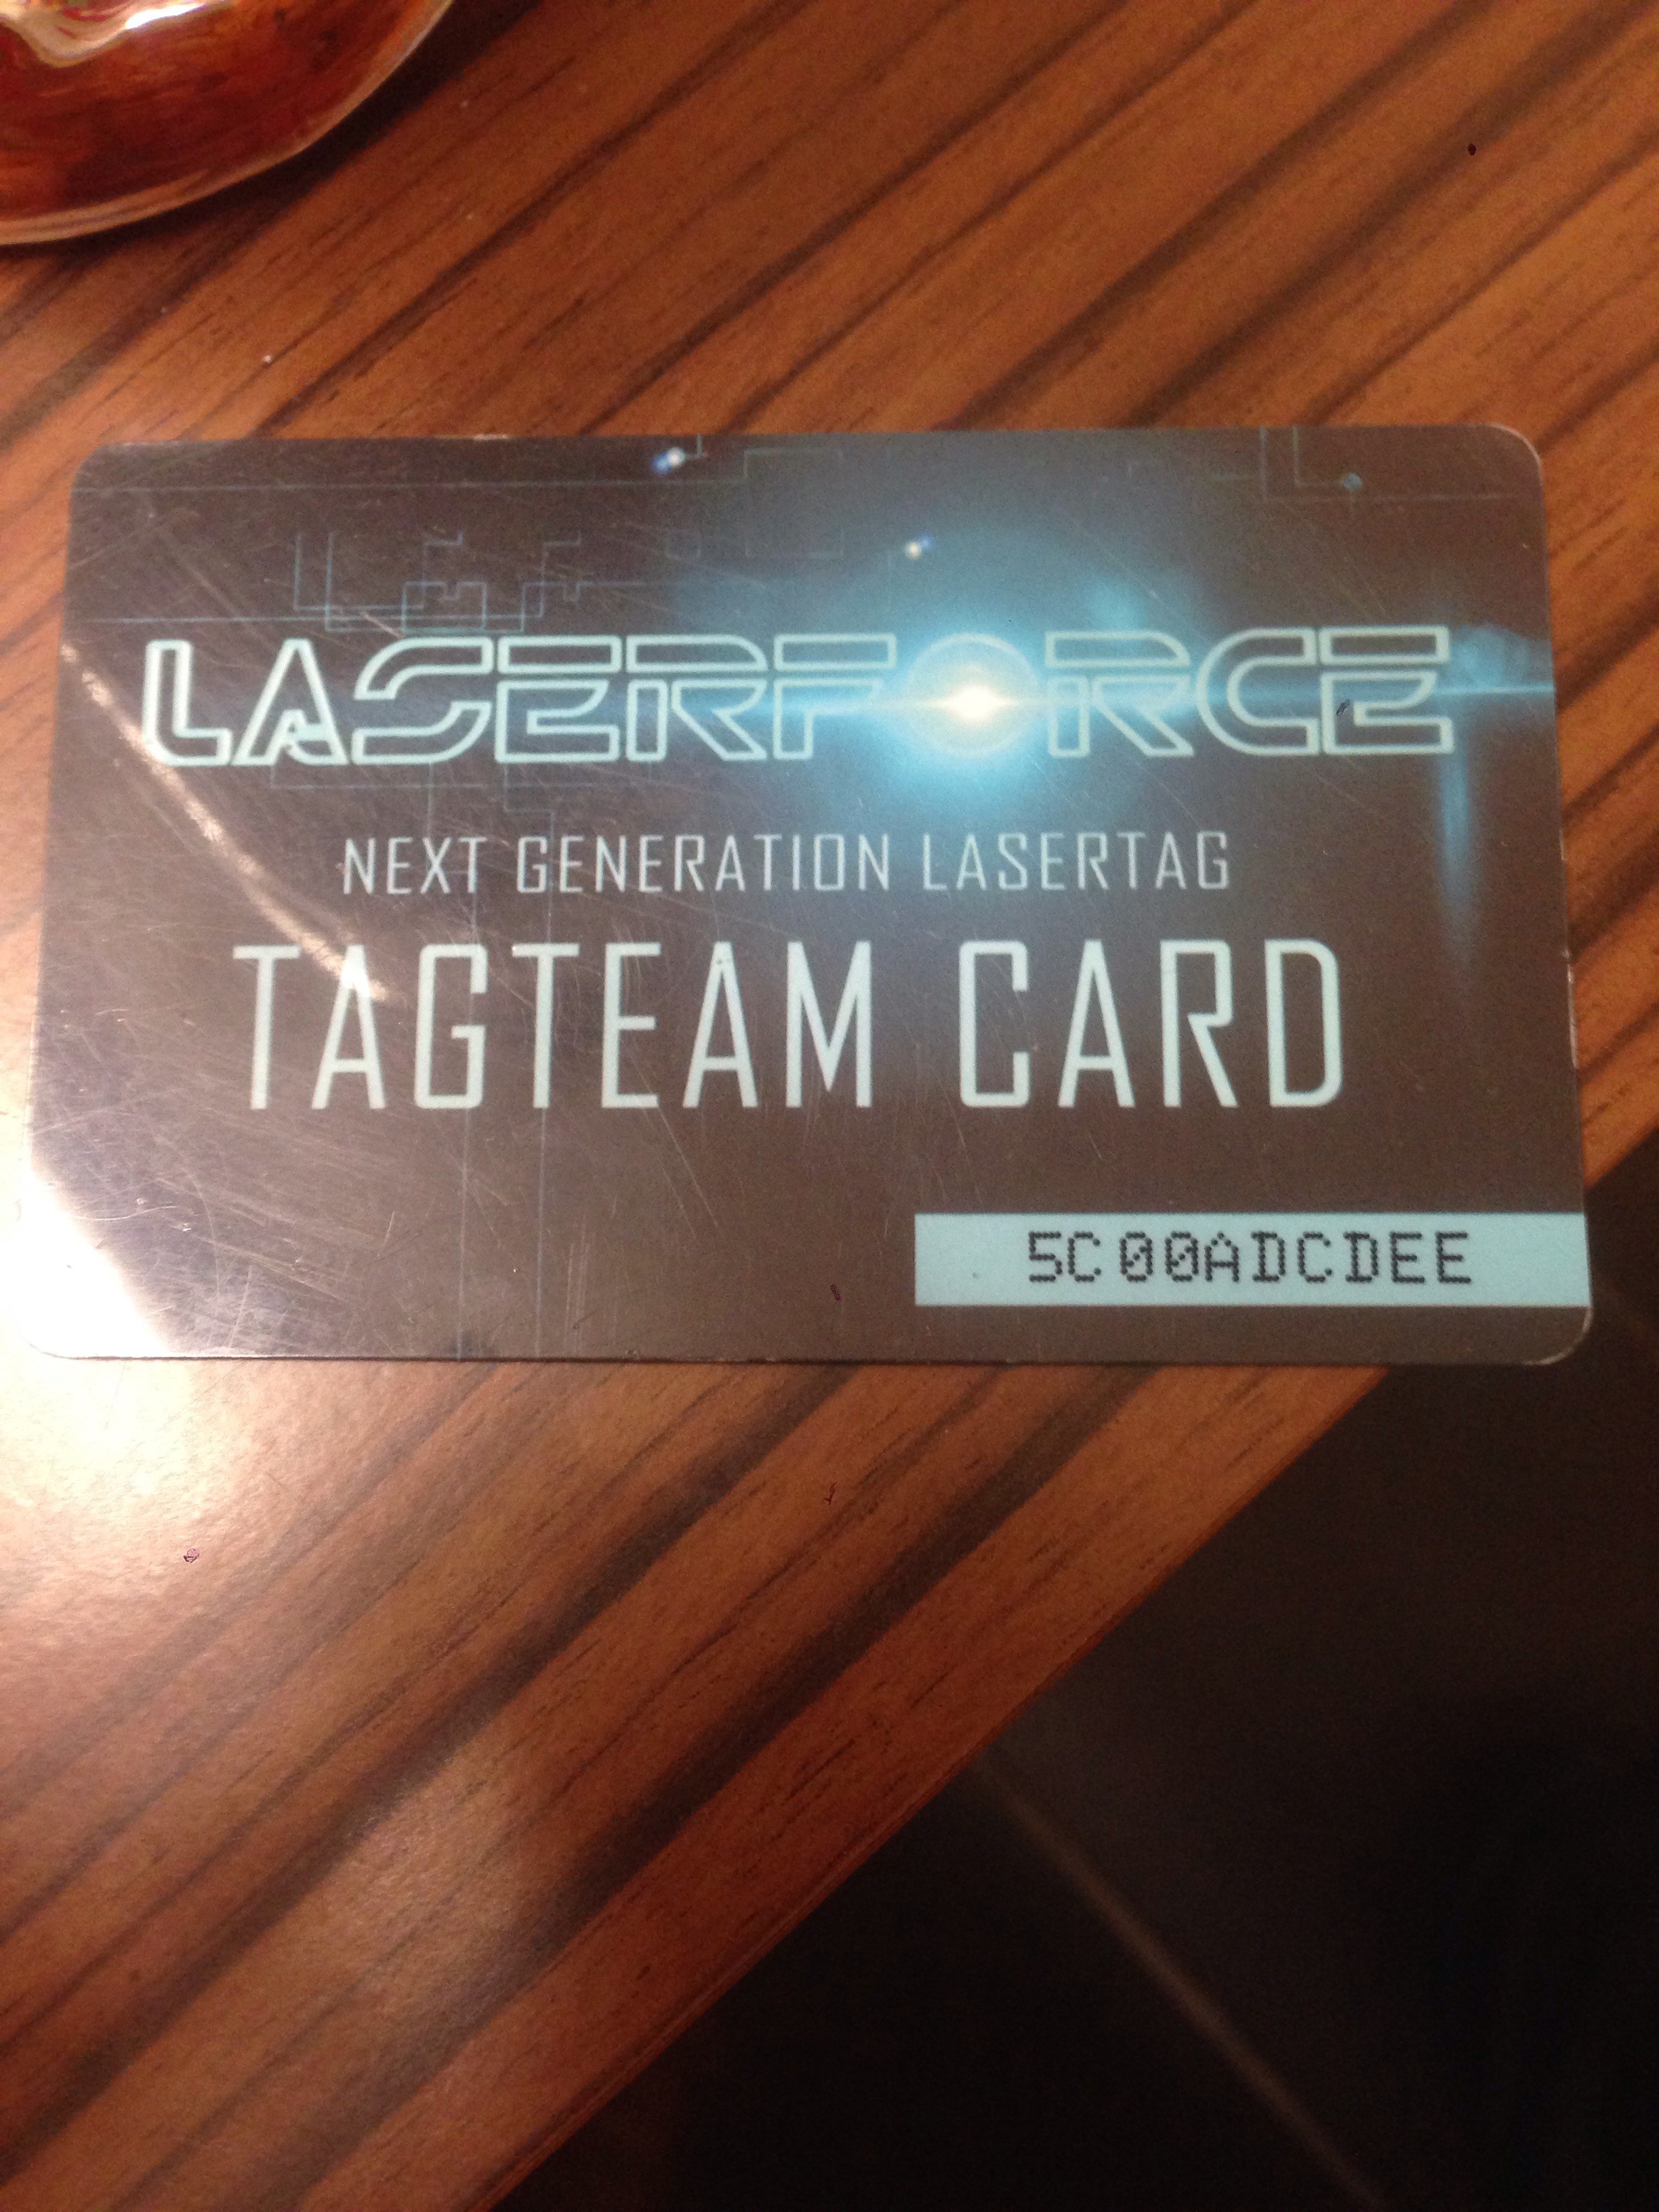 LASERFORCE
NEXT GENERATION LASERTAG
TAGTEAM CARD
5C00ADCDEE